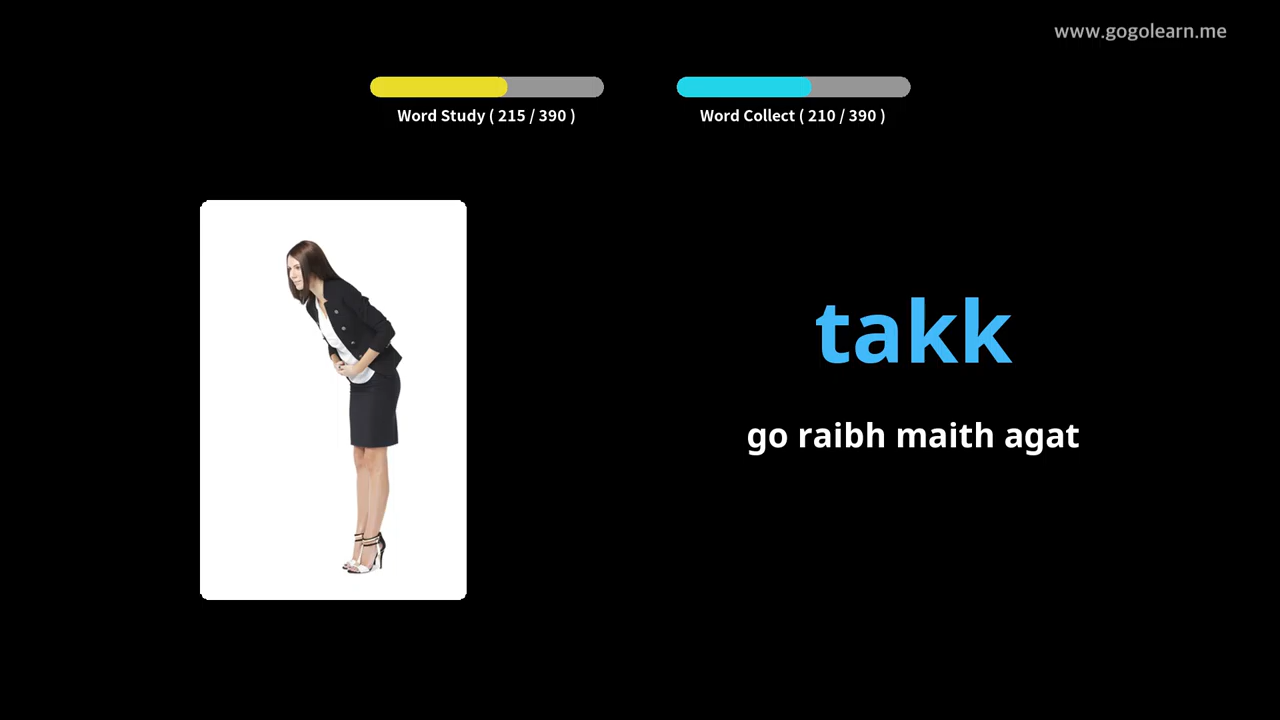 www.gogolearn.me
Word Study ( 215 / 390 )
Word Collect ( 210 / 390 )
takk
go raibh maith agat